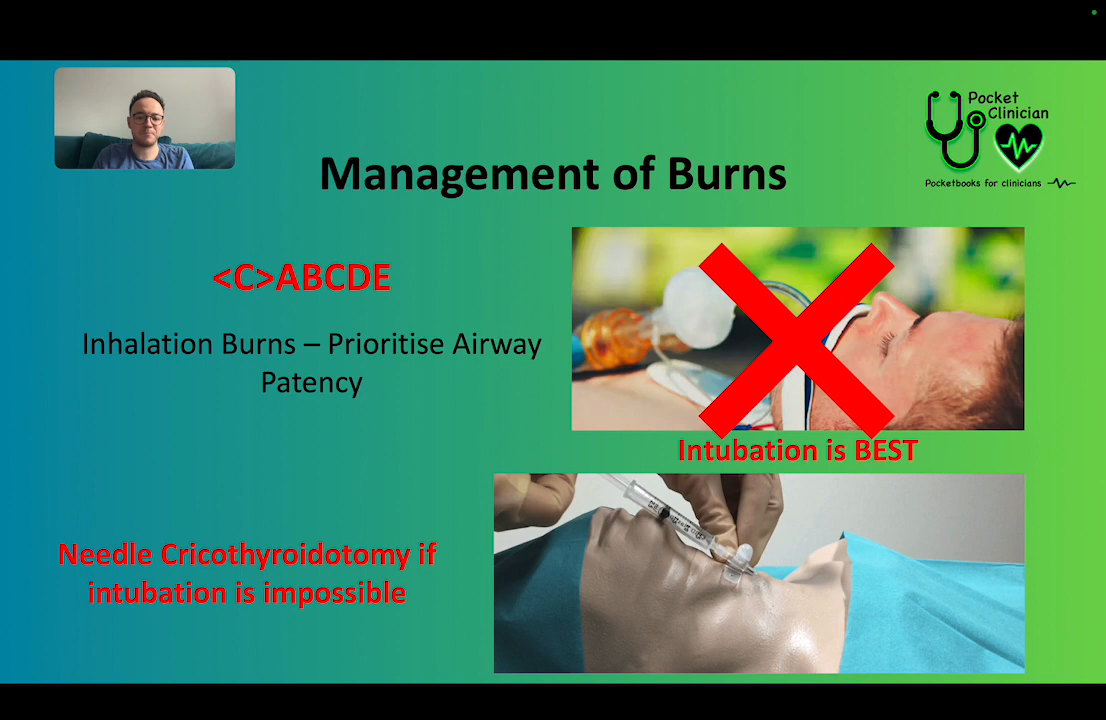 Pocket
Clinician
Pocketbooks for clinicians
Management of Burns
<C>ABCDE
Inhalation Burns – Prioritise Airway
Patency
Intubation is BEST
Needle Cricothyroidotomy if
intubation is impossible